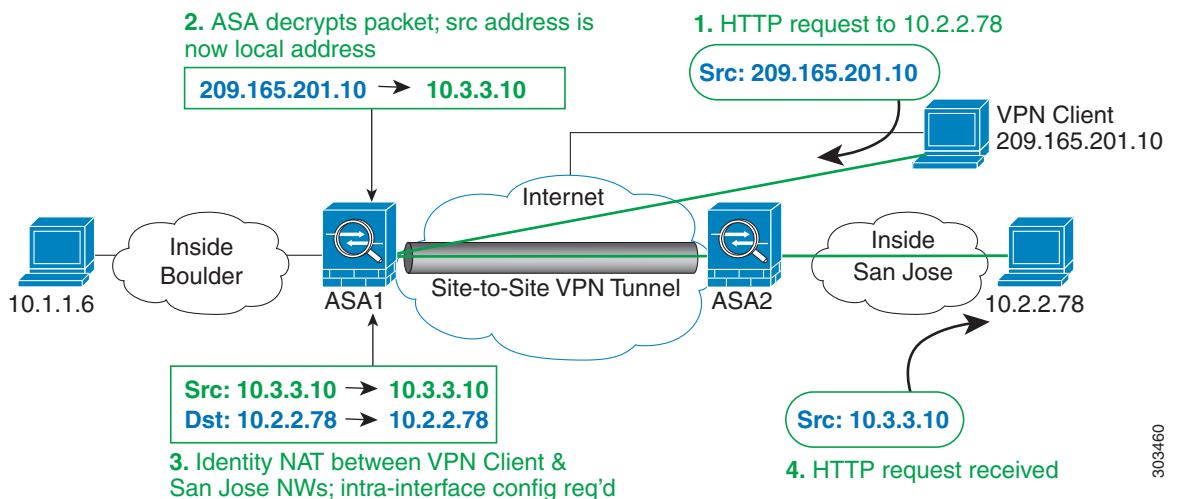 2. ASA decrypts packet; src address is
now local address
209.165.201.10 → 10.3.3.10
1. HTTP request to 10.2.2.78
Src: 209.165.201.10
VPN Client
209.165.201.10
Internet
Inside
Boulder
10.1.1.6
ASA1
Site-to-Site VPN Tunnel
ASA2
Inside
San Jose
10.2.2.78
Src: 10.3.3.10 → 10.3.3.10
Dst: 10.2.2.78 → 10.2.2.78
3. Identity NAT between VPN Client &
San Jose NWs; intra-interface config req'd
Src: 10.3.3.10
4. HTTP request received
303460